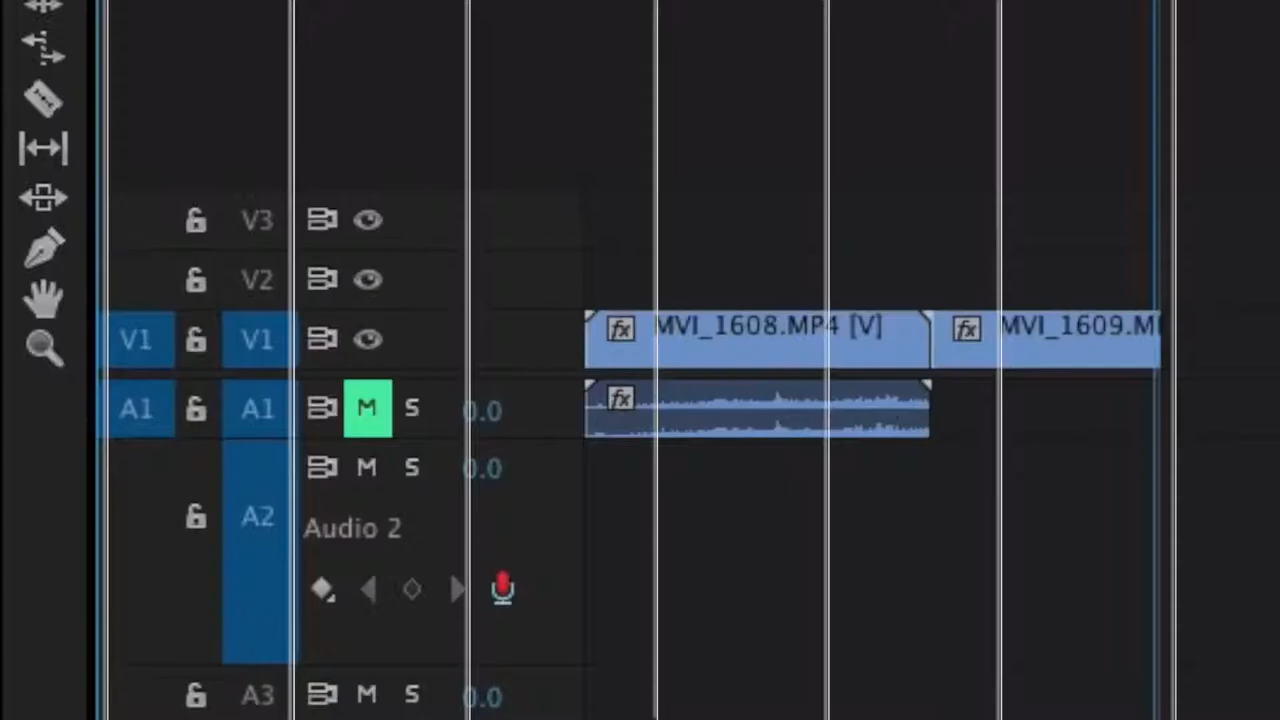 V3
V2
V1 V1 fx MVI_1608.MP4 [V] fx MVI_1609.M
A1 A1 M S 0.0 fx
M S 0.0
A2
Audio 2
A3 M S 0.0